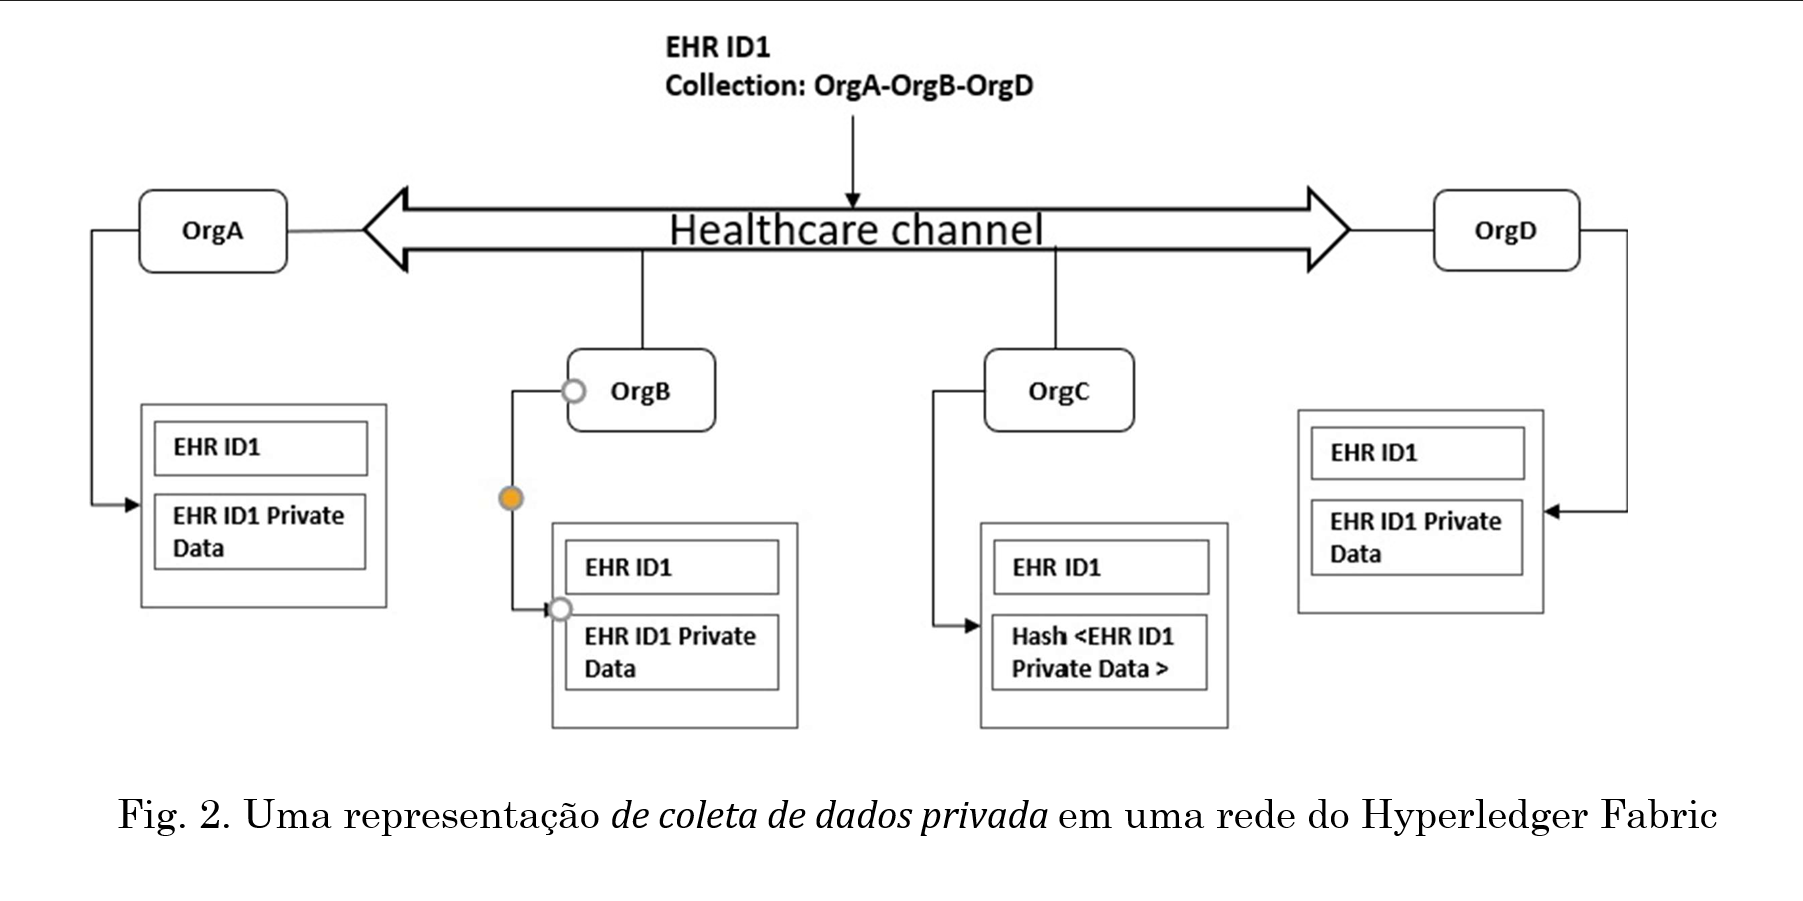 EHR ID1
Collection: OrgA-OrgB-OrgD
Healthcare channel
OrgA
OrgD
OrgB
OrgC
EHR ID1
EHR ID1 Private
Data
EHR ID1
EHR ID1 Private
Data
EHR ID1
Hash <EHR ID1
Private Data >
EHR ID1
EHR ID1 Private
Data
Fig. 2. Uma representação de coleta de dados privada em uma rede do Hyperledger Fabric